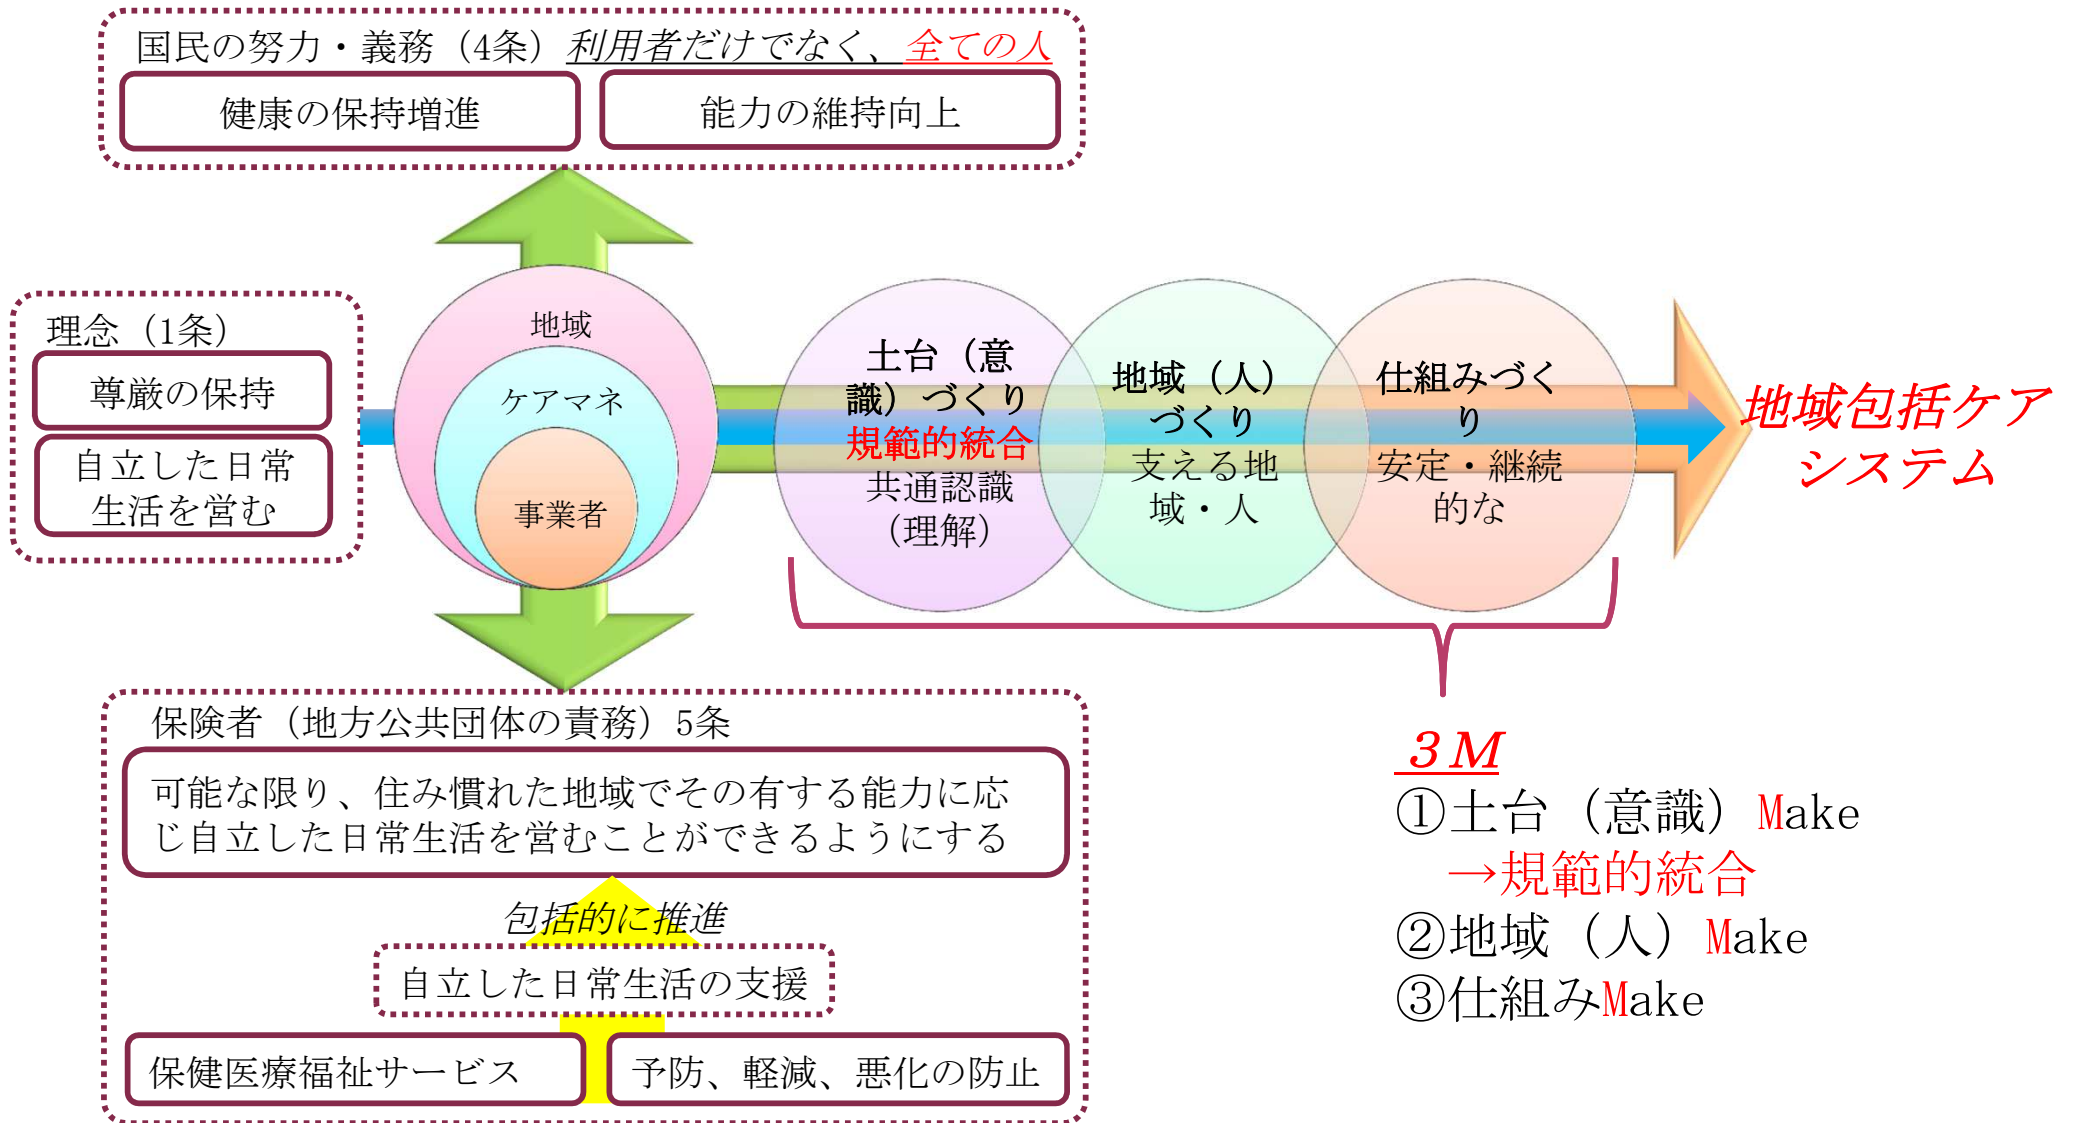 国民の努力・義務（4条）利用者だけでなく、全ての人
健康の保持増進
能力の維持向上
理念（1条）
尊厳の保持
自立した日常
生活を営む
地域
ケアマネ
事業者
土台（意
識）づくり
規範的統合
共通認識
（理解）
地域（人）
づくり
支える地
域・人
仕組みづく
り
安定・継続
的な
地域包括ケア
システム
保険者（地方公共団体の責務）5条
可能な限り、住み慣れた地域でその有する能力に応
じ自立した日常生活を営むことができるようにする
包括的に推進
自立した日常生活の支援
保健医療福祉サービス
予防、軽減、悪化の防止
３Ｍ
①土台（意識）Make
→規範的統合
②地域（人）Make
③仕組みMake